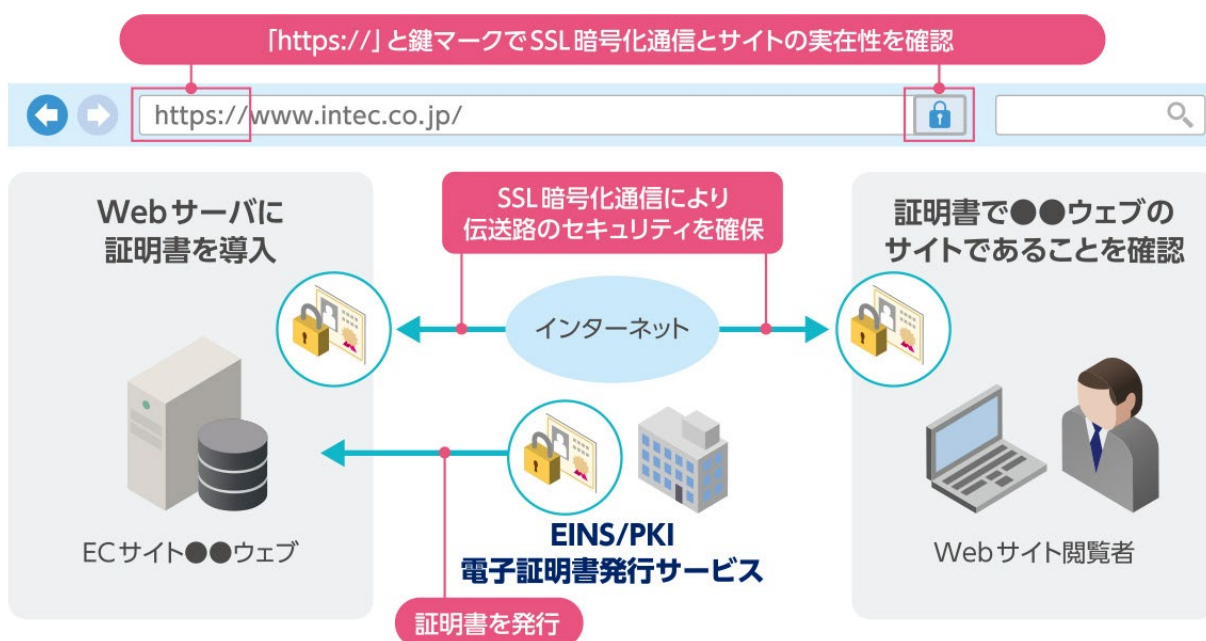 「https://」と鍵マークでSSL暗号化通信とサイトの実在性を確認
https://www.intec.co.jp/
Webサーバに
証明書を導入
SSL暗号化通信により
伝送路のセキュリティを確保
証明書で●●ウェブの
サイトであることを確認
インターネット
ECサイト●●ウェブ
EINS/PKI
電子証明書発行サービス
Webサイト閲覧者
証明書を発行